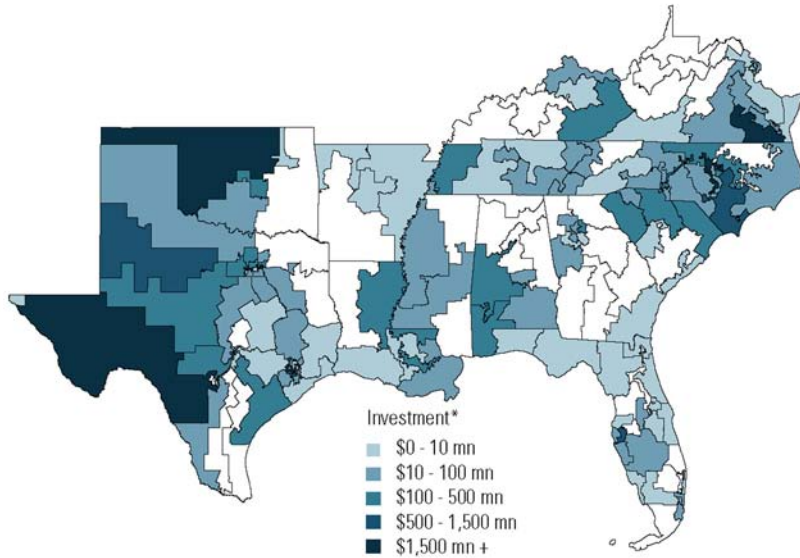 Investment*
$0 - 10 mn
$10 - 100 mn
$100 - 500 mn
$500 - 1,500 mn
$1,500 mn +